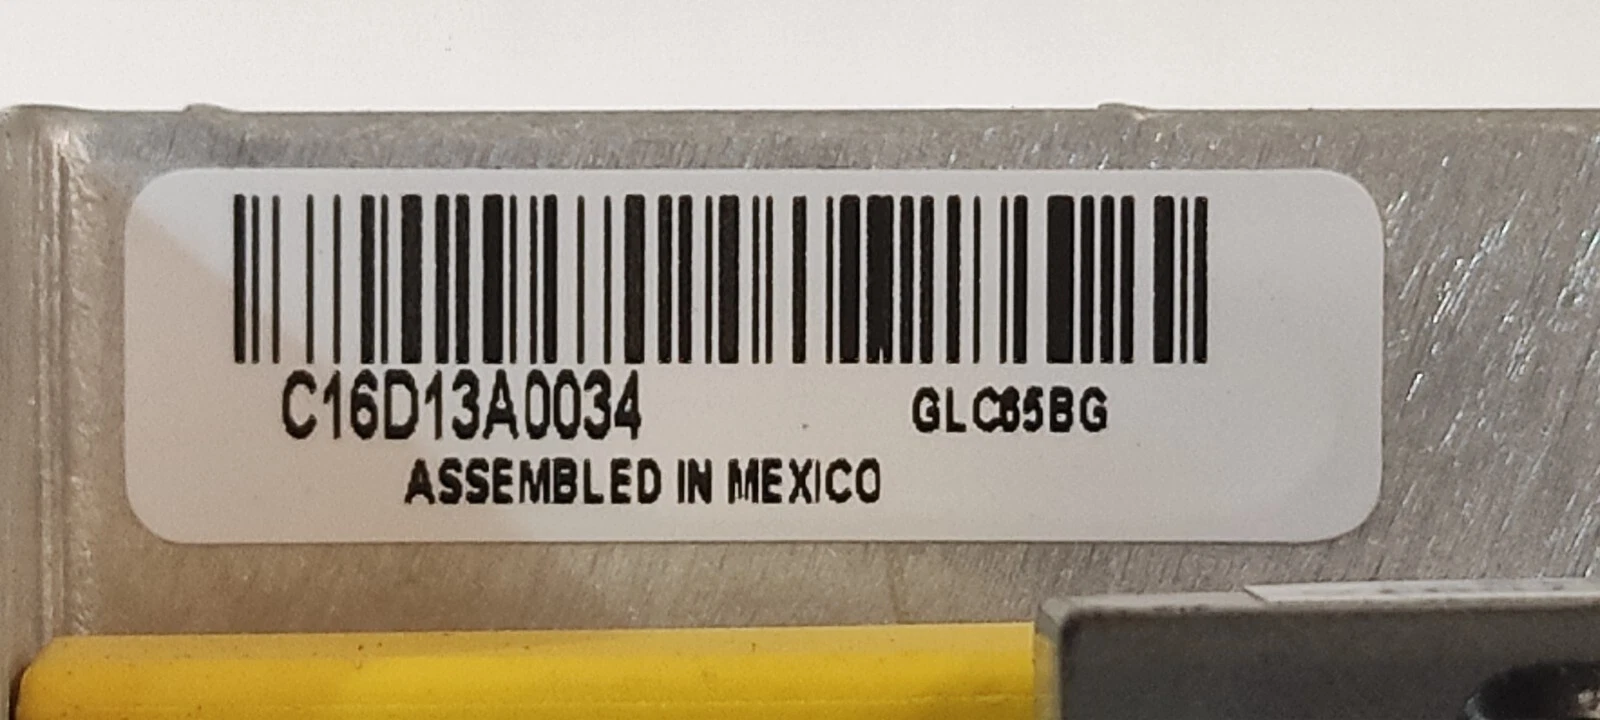 C16D13A0034 GLC65BG
ASSEMBLED IN MEXICO